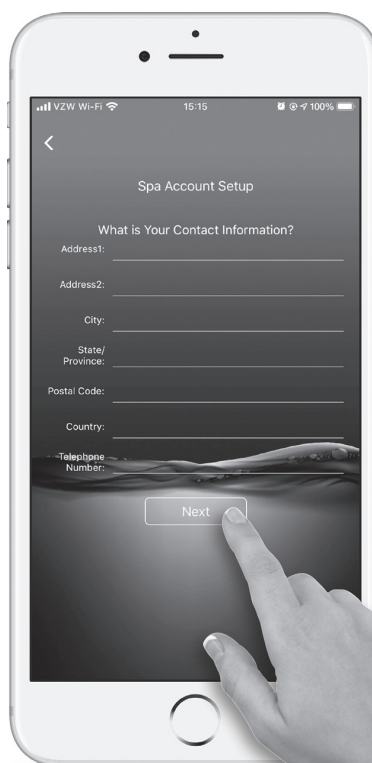 VZW Wi-Fi 15:15 100%
Spa Account Setup
What is Your Contact Information?
Address1:
Address2:
City:
State/
Province:
Postal Code:
Country:
Telephone
Number:
Next